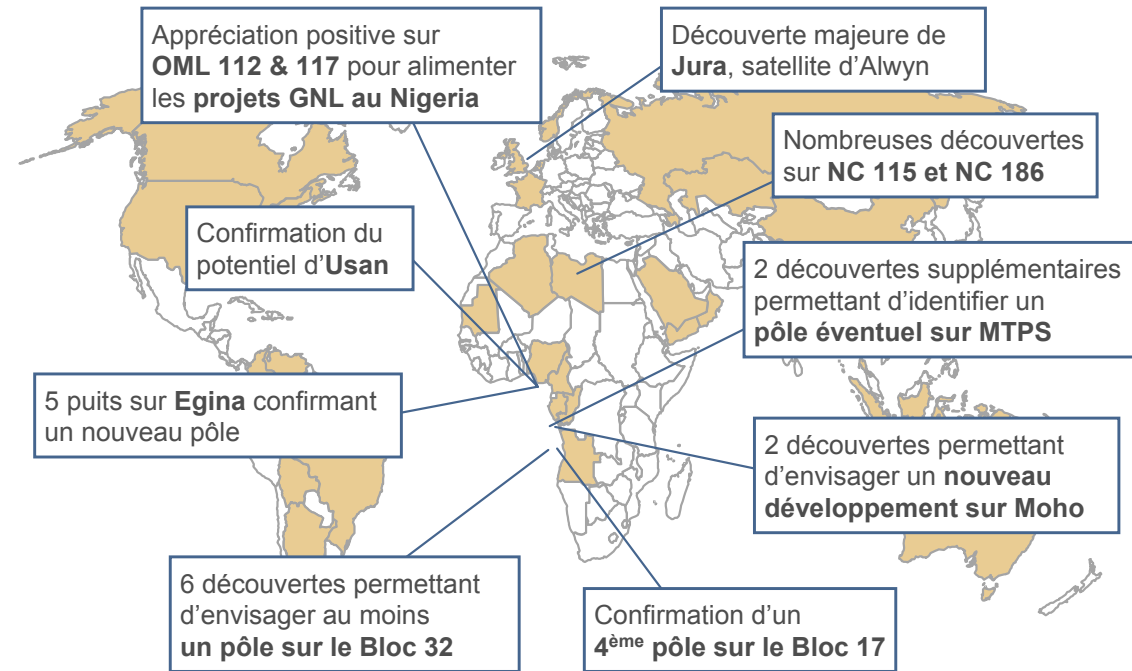 Appréciation positive sur
OML 112 & 117 pour alimenter
les projets GNL au Nigeria
Découverte majeure de
Jura, satellite d’Alwyn
Nombreuses découvertes
sur NC 115 et NC 186
Confirmation du
potentiel d’Usan
2 découvertes supplémentaires
permettant d’identifier un
pôle éventuel sur MTPS
5 puits sur Egina confirmant
un nouveau pôle
2 découvertes permettant
d’envisager un nouveau
développement sur Moho
6 découvertes permettant
d’envisager au moins
un pôle sur le Bloc 32
Confirmation d’un
4ème pôle sur le Bloc 17